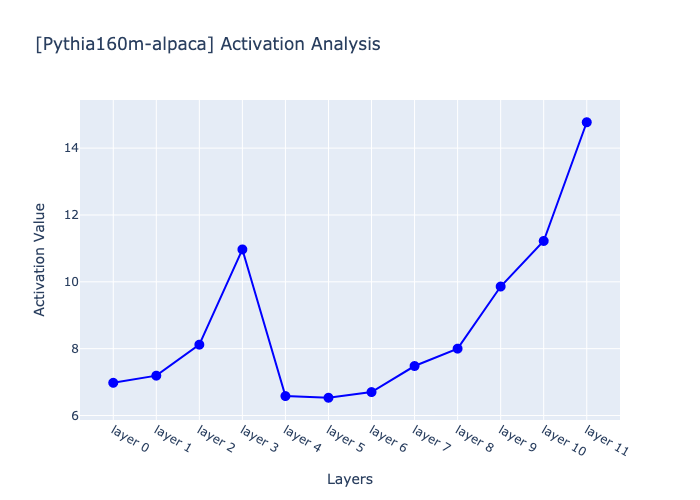 [Pythia160m-alpaca] Activation Analysis
Activation Value
14
12
10
8
6
layer 0
layer 1
layer 2
layer 3
layer 4
layer 5
layer 6
layer 7
layer 8
layer 9
layer 10
layer 11
Layers